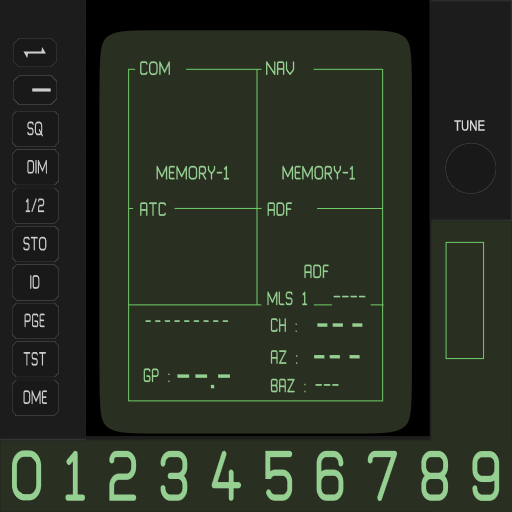 COM NAV
TUNE
SQ
DIM
MEMORY-1 MEMORY-1
1/2
ATC ADF
STO
ADF
ID
MLS 1 ----
PGE
--------- CH : ---
TST
AZ : ---
GP : --.-
BAZ : ---
DME
0 1 2 3 4 5 6 7 8 9